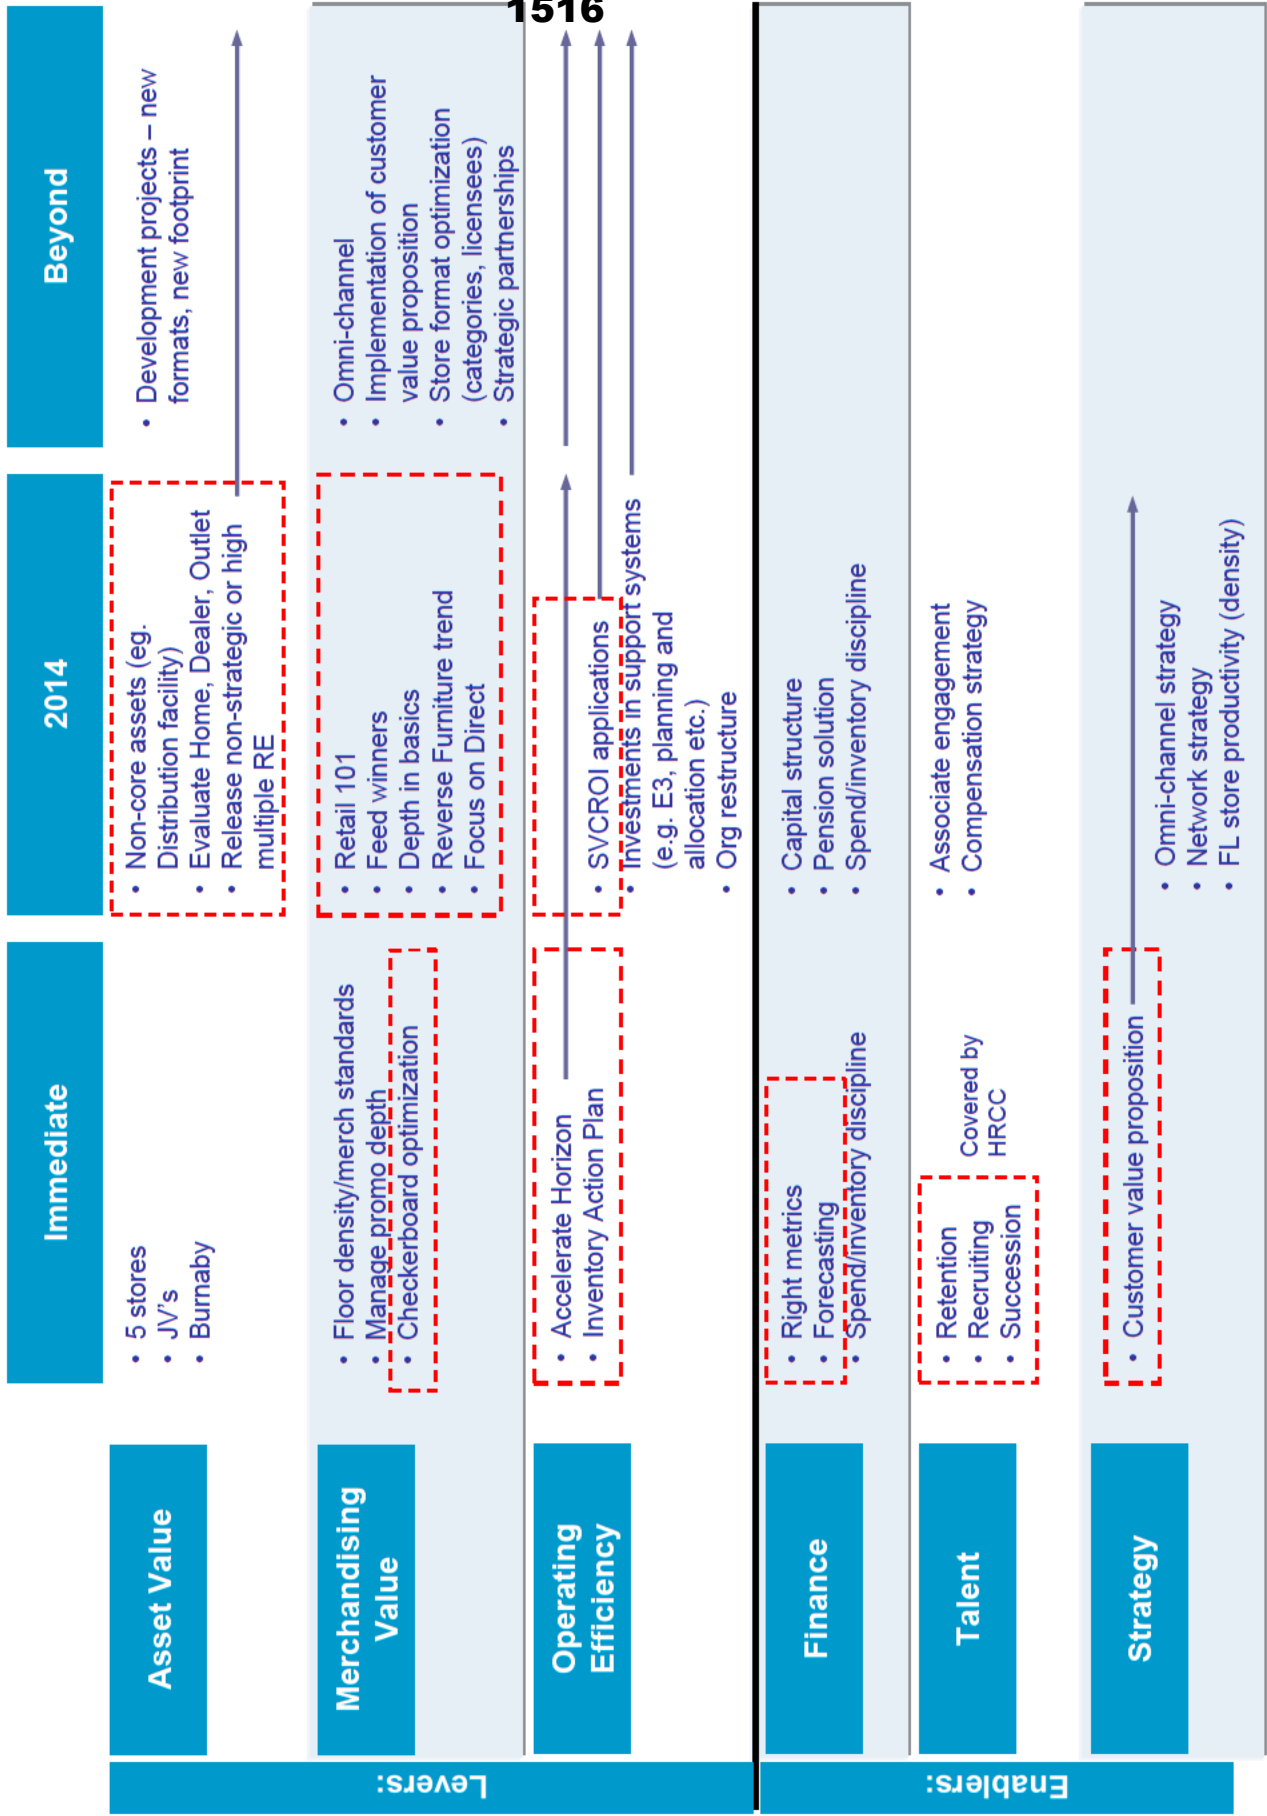 1516
Immediate
2014
Beyond
Levers:
Asset Value
• 5 stores
• JV's
• Burnaby
• Non-core assets (eg.
Distribution facility)
• Evaluate Home, Dealer, Outlet
• Release non-strategic or high
multiple RE
• Development projects – new
formats, new footprint
Merchandising
Value
• Floor density/merch standards
• Manage promo depth
• Checkerboard optimization
• Retail 101
• Feed winners
• Depth in basics
• Reverse Furniture trend
• Focus on Direct
• Omni-channel
• Implementation of customer
value proposition
• Store format optimization
(categories, licensees)
• Strategic partnerships
Operating
Efficiency
• Accelerate Horizon
• Inventory Action Plan
• SVCROI applications
• Investments in support systems
(e.g. E3, planning and
allocation etc.)
• Org restructure
Enablers:
Finance
• Right metrics
• Forecasting
• Spend/inventory discipline
• Capital structure
• Pension solution
• Spend/inventory discipline
Talent
• Retention
• Recruiting
• Succession
Covered by
HRCC
• Associate engagement
• Compensation strategy
Strategy
• Customer value proposition
• Omni-channel strategy
• Network strategy
• FL store productivity (density)